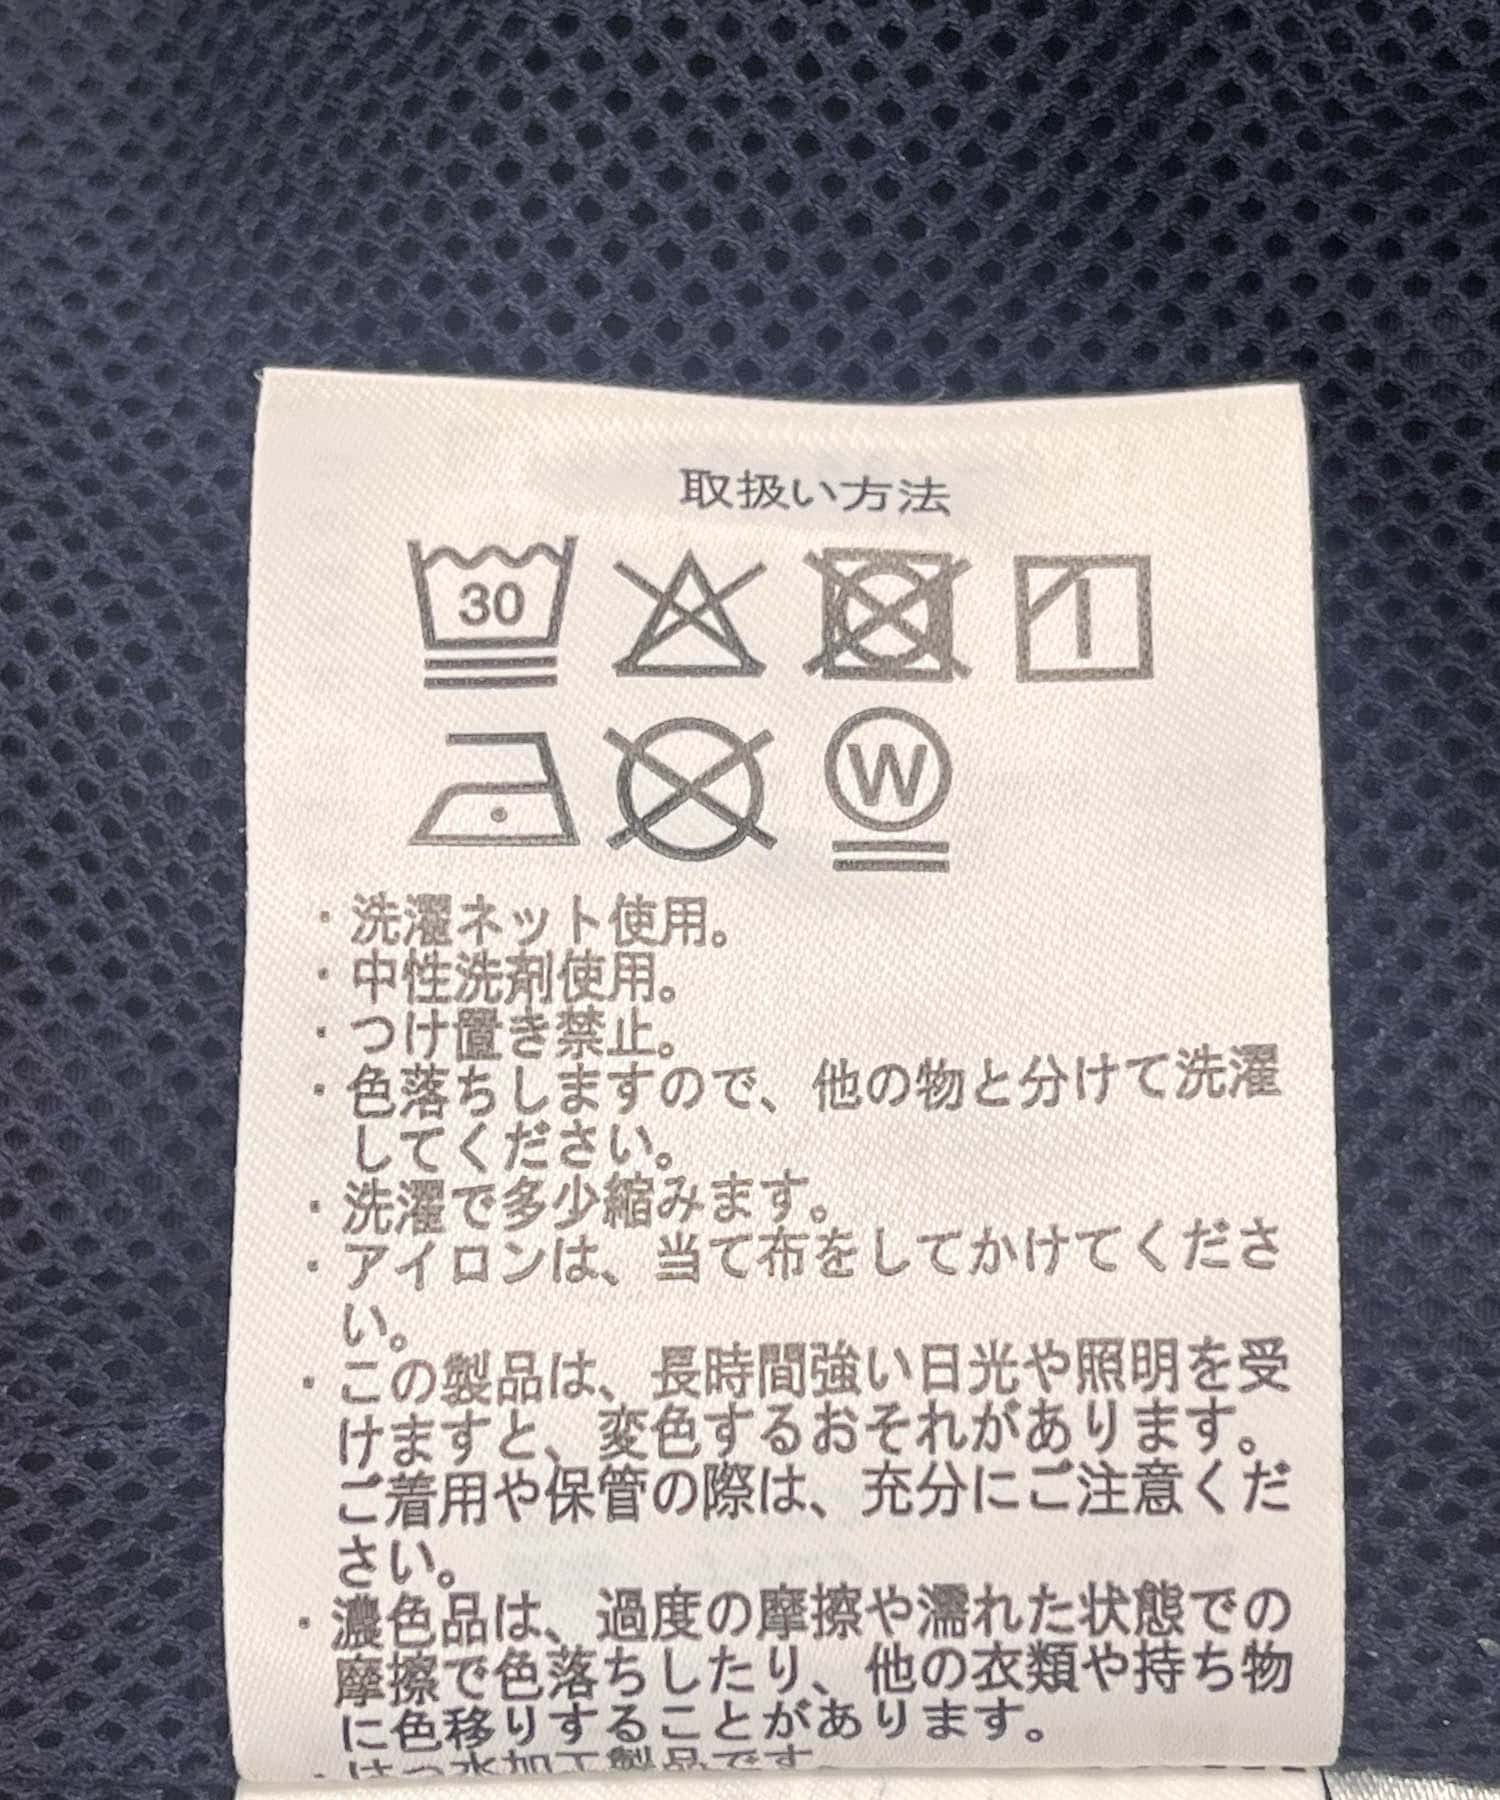 取扱い方法
30
W
・洗濯ネット使用。
・中性洗剤使用。
・つけ置き禁止。
・色落ちしますので、他の物と分けて洗濯
してください。
・洗濯で多少縮みます。
・アイロンは、当て布をしてかけてくださ
い。
・この製品は、長時間強い日光や照明を受
けますと、変色するおそれがあります。
ご着用や保管の際は、充分にご注意くだ
さい。
・濃色品は、過度の摩擦や濡れた状態での
摩擦で色落ちしたり、他の衣類や持ち物
に色移りすることがあります。
・はっ水加工製品です